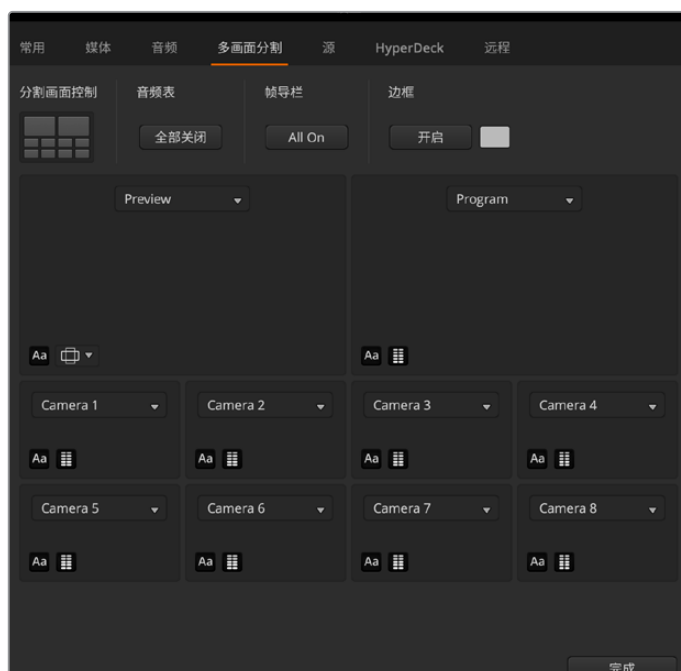 常用 媒体 音频 多画面分割 源 HyperDeck 远程
分割画面控制 音频表 帧导栏 边框
全部关闭 All On 开启
Preview Program
Aa Aa
Camera 1 Camera 2 Camera 3 Camera 4
Aa Aa Aa Aa
Camera 5 Camera 6 Camera 7 Camera 8
Aa Aa Aa Aa
完成